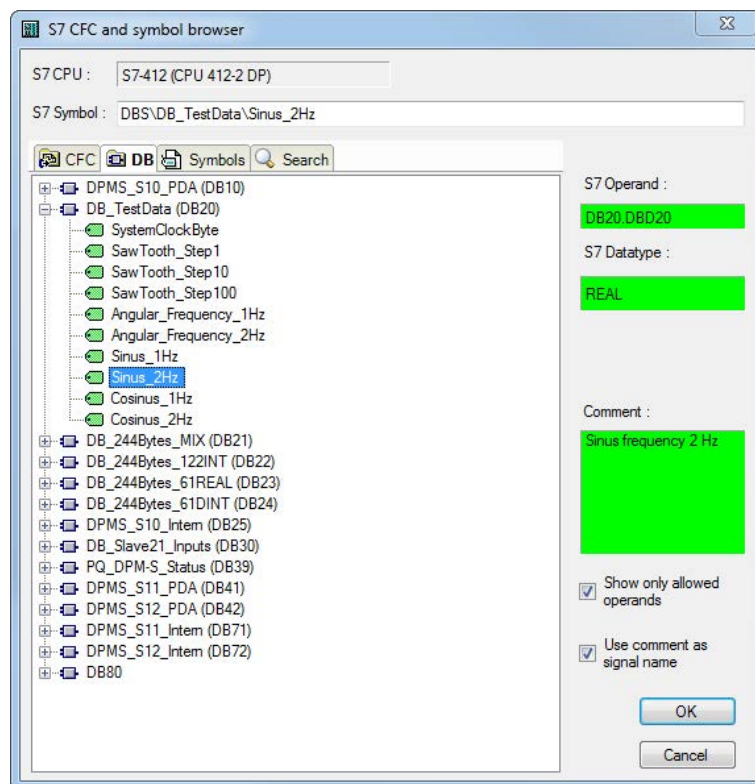 S7 CFC and symbol browser
S7 CPU : S7-412 (CPU 412-2 DP)
S7 Symbol : DBS\DB_TestData\Sinus_2Hz
CFC DB Symbols Search
DPMS_S10_PDA (DB10)
DB_TestData (DB20)
SystemClockByte
SawTooth_Step1
SawTooth_Step10
SawTooth_Step100
Angular_Frequency_1Hz
Angular_Frequency_2Hz
Sinus_1Hz
Sinus_2Hz
Cosinus_1Hz
Cosinus_2Hz
DB_244Bytes_MIX (DB21)
DB_244Bytes_122INT (DB22)
DB_244Bytes_61REAL (DB23)
DB_244Bytes_61DINT (DB24)
DPMS_S10_Intern (DB25)
DB_Slave21_Inputs (DB30)
PQ_DPM-S_Status (DB39)
DPMS_S11_PDA (DB41)
DPMS_S12_PDA (DB42)
DPMS_S11_Intern (DB71)
DPMS_S12_Intern (DB72)
DB80
S7 Operand :
DB20.DBD20
S7 Datatype :
REAL
Comment :
Sinus frequency 2 Hz
Show only allowed
operands
Use comment as
signal name
OK
Cancel